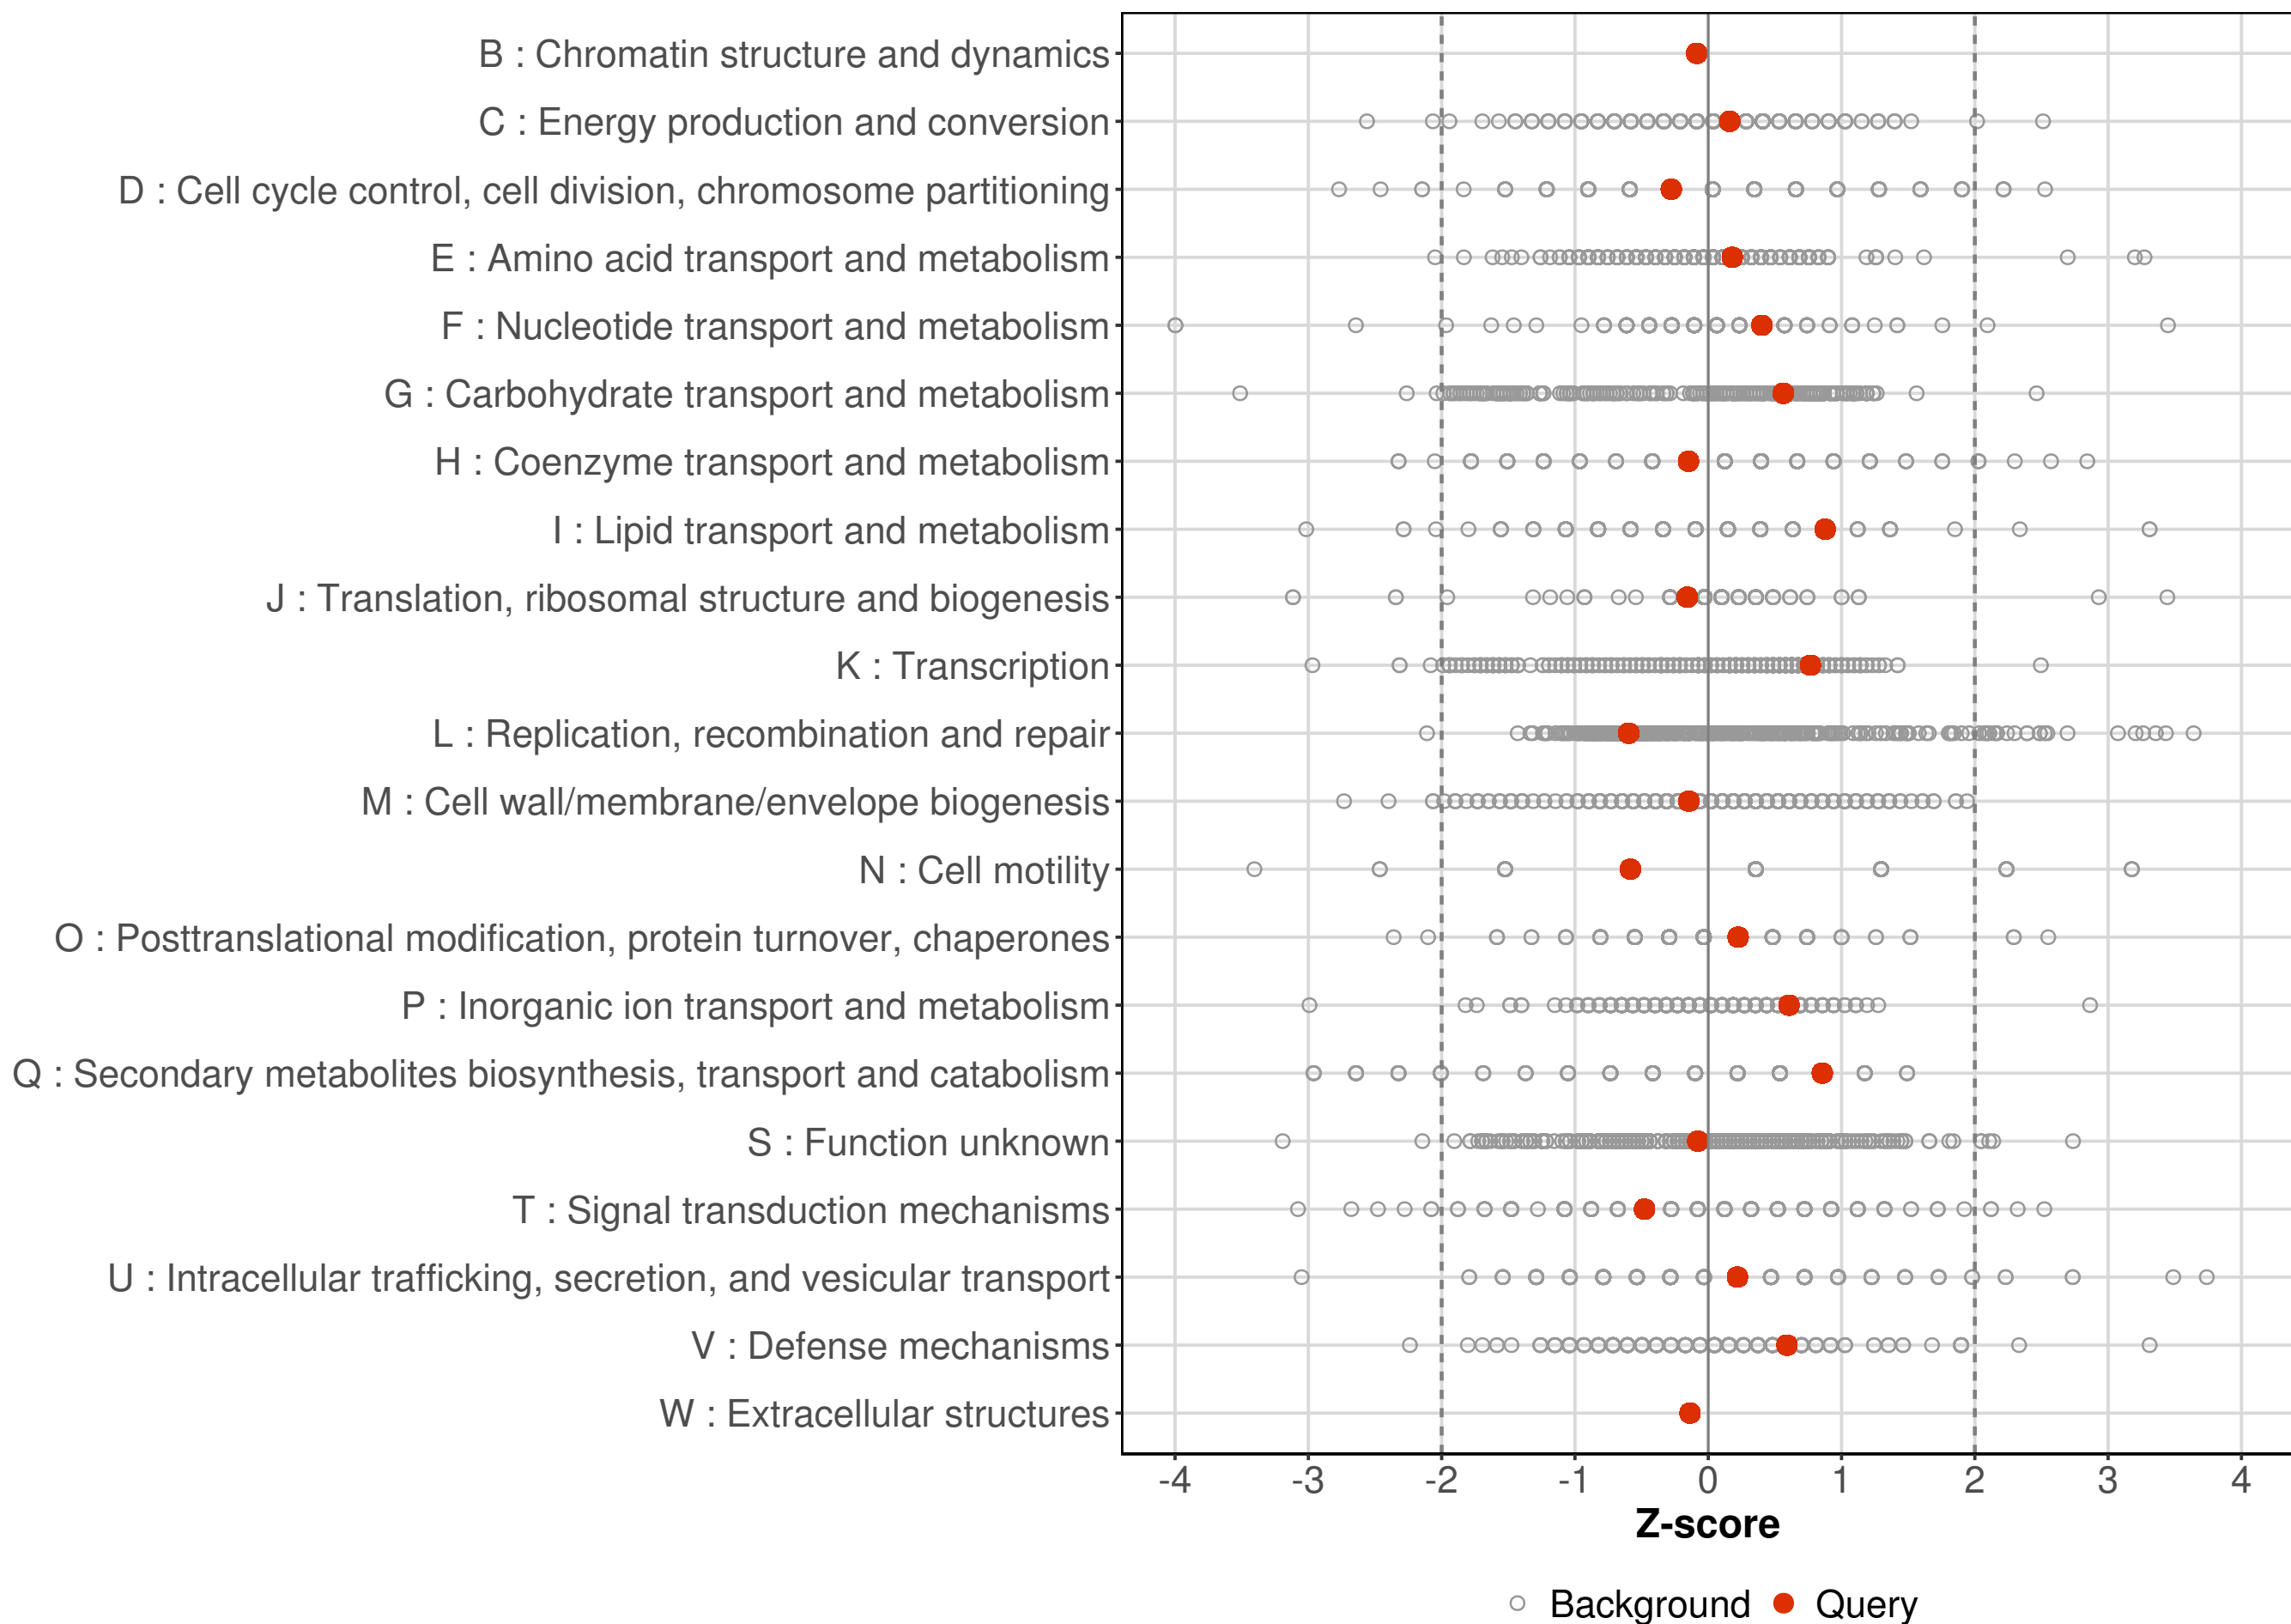 B : Chromatin structure and dynamics
C : Energy production and conversion
D : Cell cycle control, cell division, chromosome partitioning
E : Amino acid transport and metabolism
F : Nucleotide transport and metabolism
G : Carbohydrate transport and metabolism
H : Coenzyme transport and metabolism
I : Lipid transport and metabolism
J : Translation, ribosomal structure and biogenesis
K : Transcription
L : Replication, recombination and repair
M : Cell wall/membrane/envelope biogenesis
N : Cell motility
O : Posttranslational modification, protein turnover, chaperones
P : Inorganic ion transport and metabolism
Q : Secondary metabolites biosynthesis, transport and catabolism
S : Function unknown
T : Signal transduction mechanisms
U : Intracellular trafficking, secretion, and vesicular transport
V : Defense mechanisms
W : Extracellular structures
-4 -3 -2 -1 0 1 2 3 4
Z-score
Background Query